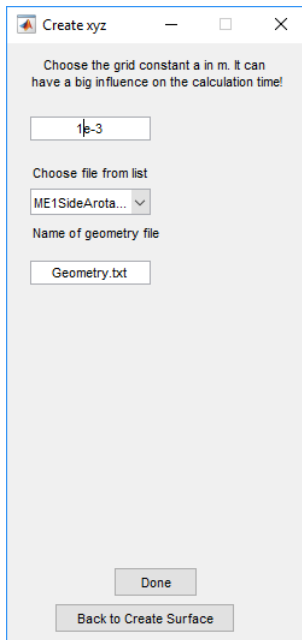 Create xyz
Choose the grid constant a in m. It can
have a big influence on the calculation time!
1e-3
Choose file from list
ME1SideArota...
Name of geometry file
Geometry.txt
Done
Back to Create Surface